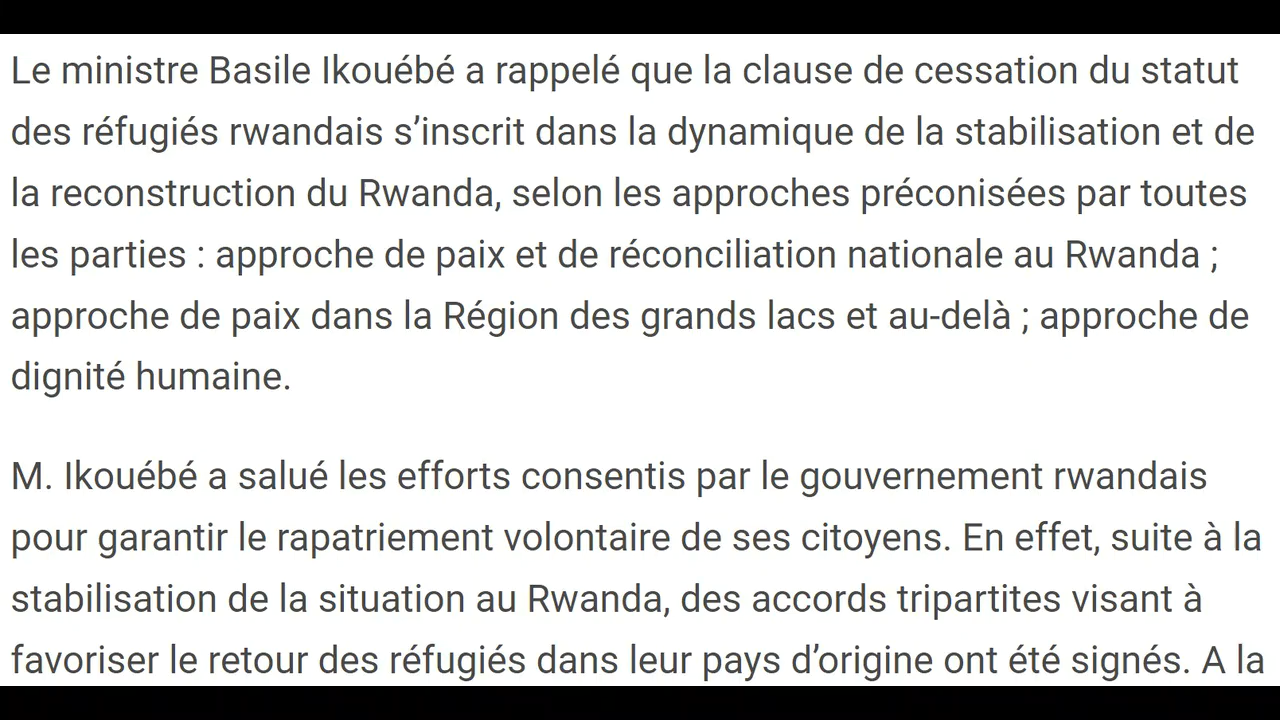 Le ministre Basile Ikouébé a rappelé que la clause de cessation du statut
des réfugiés rwandais s’inscrit dans la dynamique de la stabilisation et de
la reconstruction du Rwanda, selon les approches préconisées par toutes
les parties : approche de paix et de réconciliation nationale au Rwanda ;
approche de paix dans la Région des grands lacs et au-delà ; approche de
dignité humaine.
M. Ikouébé a salué les efforts consentis par le gouvernement rwandais
pour garantir le rapatriement volontaire de ses citoyens. En effet, suite à la
stabilisation de la situation au Rwanda, des accords tripartites visant à
favoriser le retour des réfugiés dans leur pays d’origine ont été signés. A la